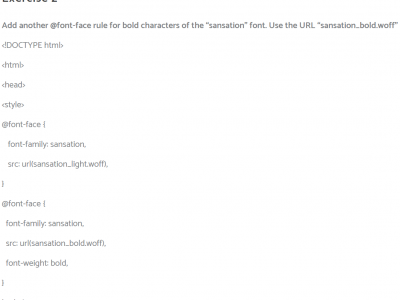 Exercise 2
Add another @font-face rule for bold characters of the “sansation” font. Use the URL “sansation_bold.woff”
<!DOCTYPE html>
<html>
<head>
<style>
@font-face {
font-family: sansation,
src: url(sansation_light.woff),
}
@font-face {
font-family: sansation,
src: url(sansation_bold.woff),
font-weight: bold,
}